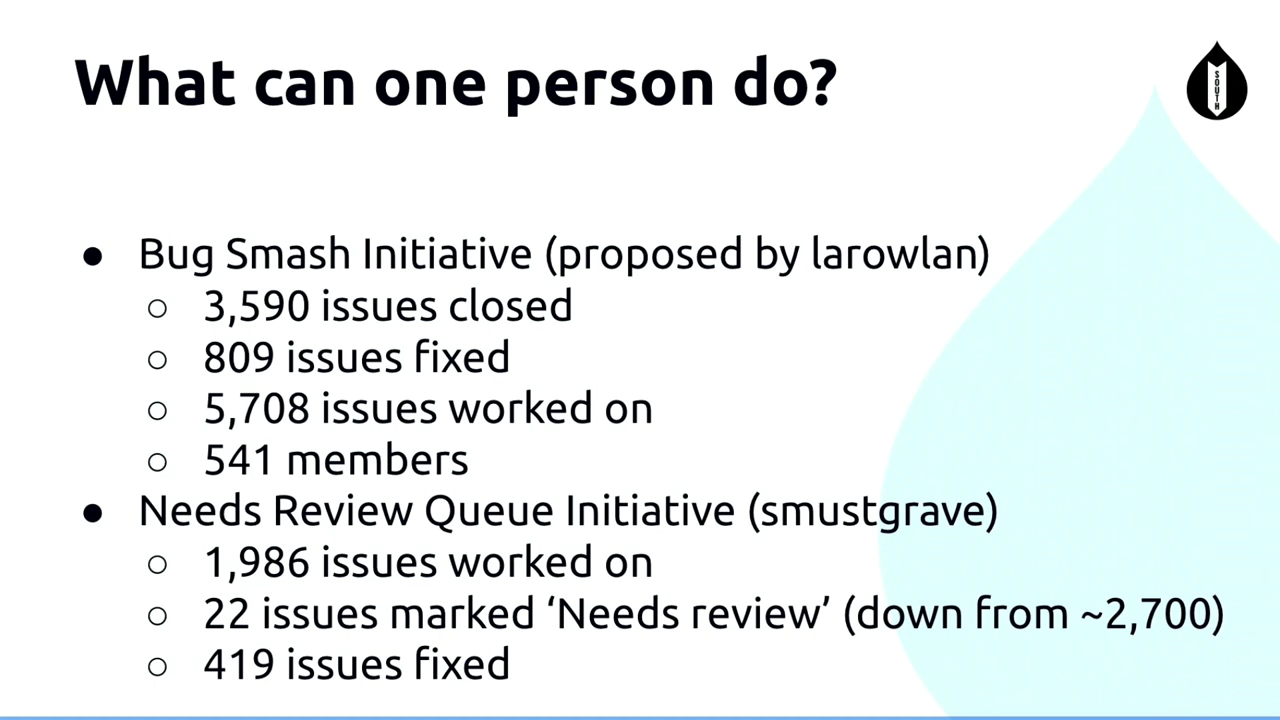 What can one person do?
SOUTH
● Bug Smash Initiative (proposed by larowlan)
○ 3,590 issues closed
○ 809 issues fixed
○ 5,708 issues worked on
○ 541 members
● Needs Review Queue Initiative (smustgrave)
○ 1,986 issues worked on
○ 22 issues marked ‘Needs review’ (down from ~2,700)
○ 419 issues fixed